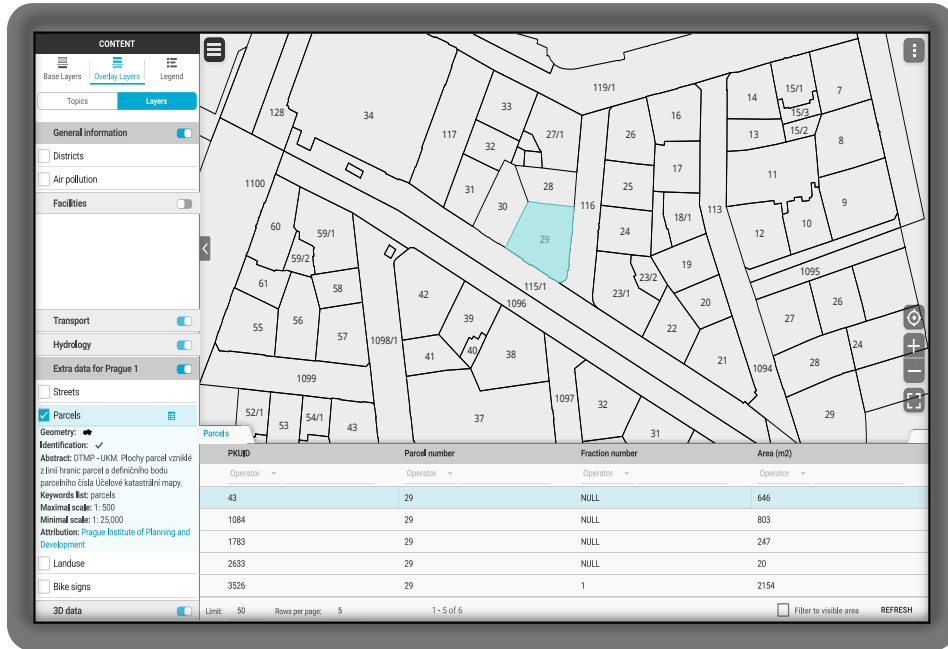 CONTENT
Base Layers Overlay Layers Legend
Topics Layers
General information
Districts
Air pollution
Facilities
Transport
Hydrology
Extra data for Prague 1
Streets
Parcels
Geometry:
Identification: ✓
Abstract: DTMP - UKM. Plochy parcel vzniklé
z linií hranic parcel a definičního bodu
parcelního čísla Účelové katastrální mapy.
Keywords list: parcels
Maximal scale: 1: 500
Minimal scale: 1: 25,000
Attribution: Prague Institute of Planning and
Development
Landuse
Bike signs
3D data
119/1
128
34
33
117
27/1
32
26
16
14
15/1
7
15/3
15/2
13
8
17
11
1100
31
28
25
30
116
9
18/1
113
60
59/1
24
29
10
12
59/2
19
23/2
1095
61
58
115/1
23/1
42
1096
20
26
39
27
55
56
57
22
1098/1
24
40
38
41
21
28
1094
1099
1097
32
52/1
54/1
37
29
53
43
31
Parcels
PKUID Parcel number Fraction number Area (m2)
Operator Operator Operator Operator
43 29 NULL 646
1084 29 NULL 803
1783 29 NULL 247
2633 29 NULL 20
3526 29 1 2154
Limit: 50 Rows per page: 5 1 - 5 of 6 Filter to visible area REFRESH